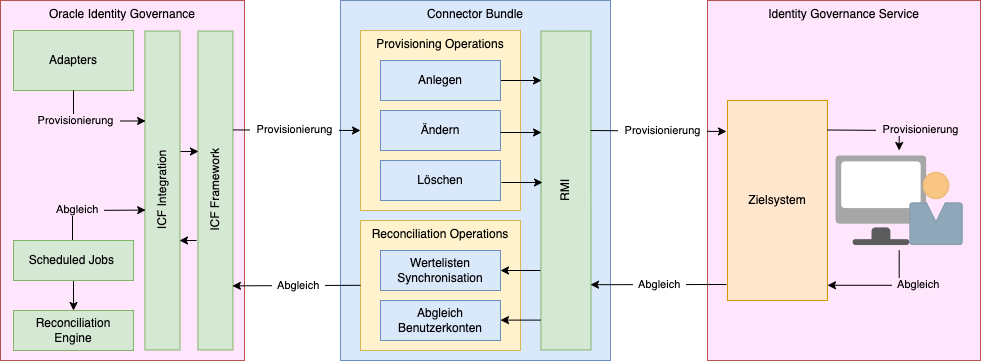 Oracle Identity Governance
Adapters
Provisionierung
ICF Integration
ICF Framework
Abgleich
Scheduled Jobs
Reconciliation
Engine
Provisionierung
Abgleich
Connector Bundle
Provisioning Operations
Anlegen
Ändern
Löschen
Reconciliation Operations
Wertelisten
Synchronisation
Abgleich
Benutzerkonten
RMI
Provisionierung
Abgleich
Identity Governance Service
Zielsystem
Provisionierung
Abgleich